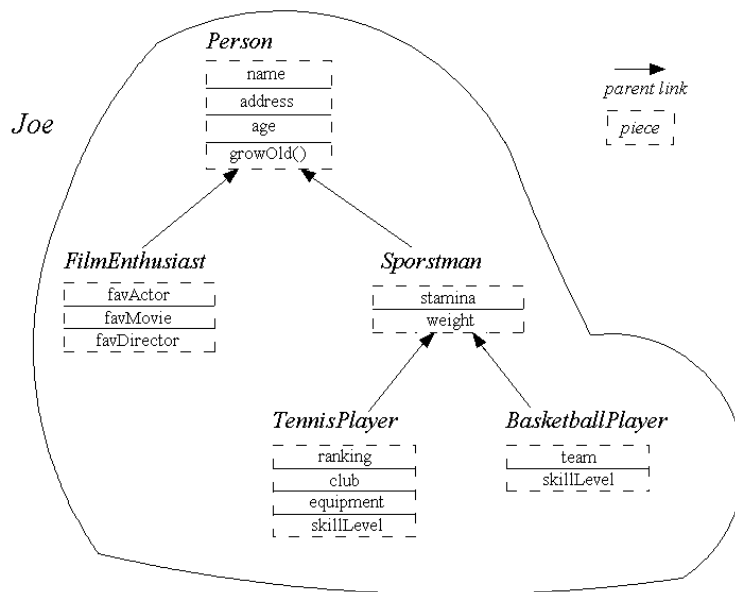 Person
name
address
age
growOld()
parent link
piece
Joe
FilmEnthusiast
favActor
favMovie
favDirector
Sporstman
stamina
weight
TennisPlayer
ranking
club
equipment
skillLevel
BasketballPlayer
team
skillLevel